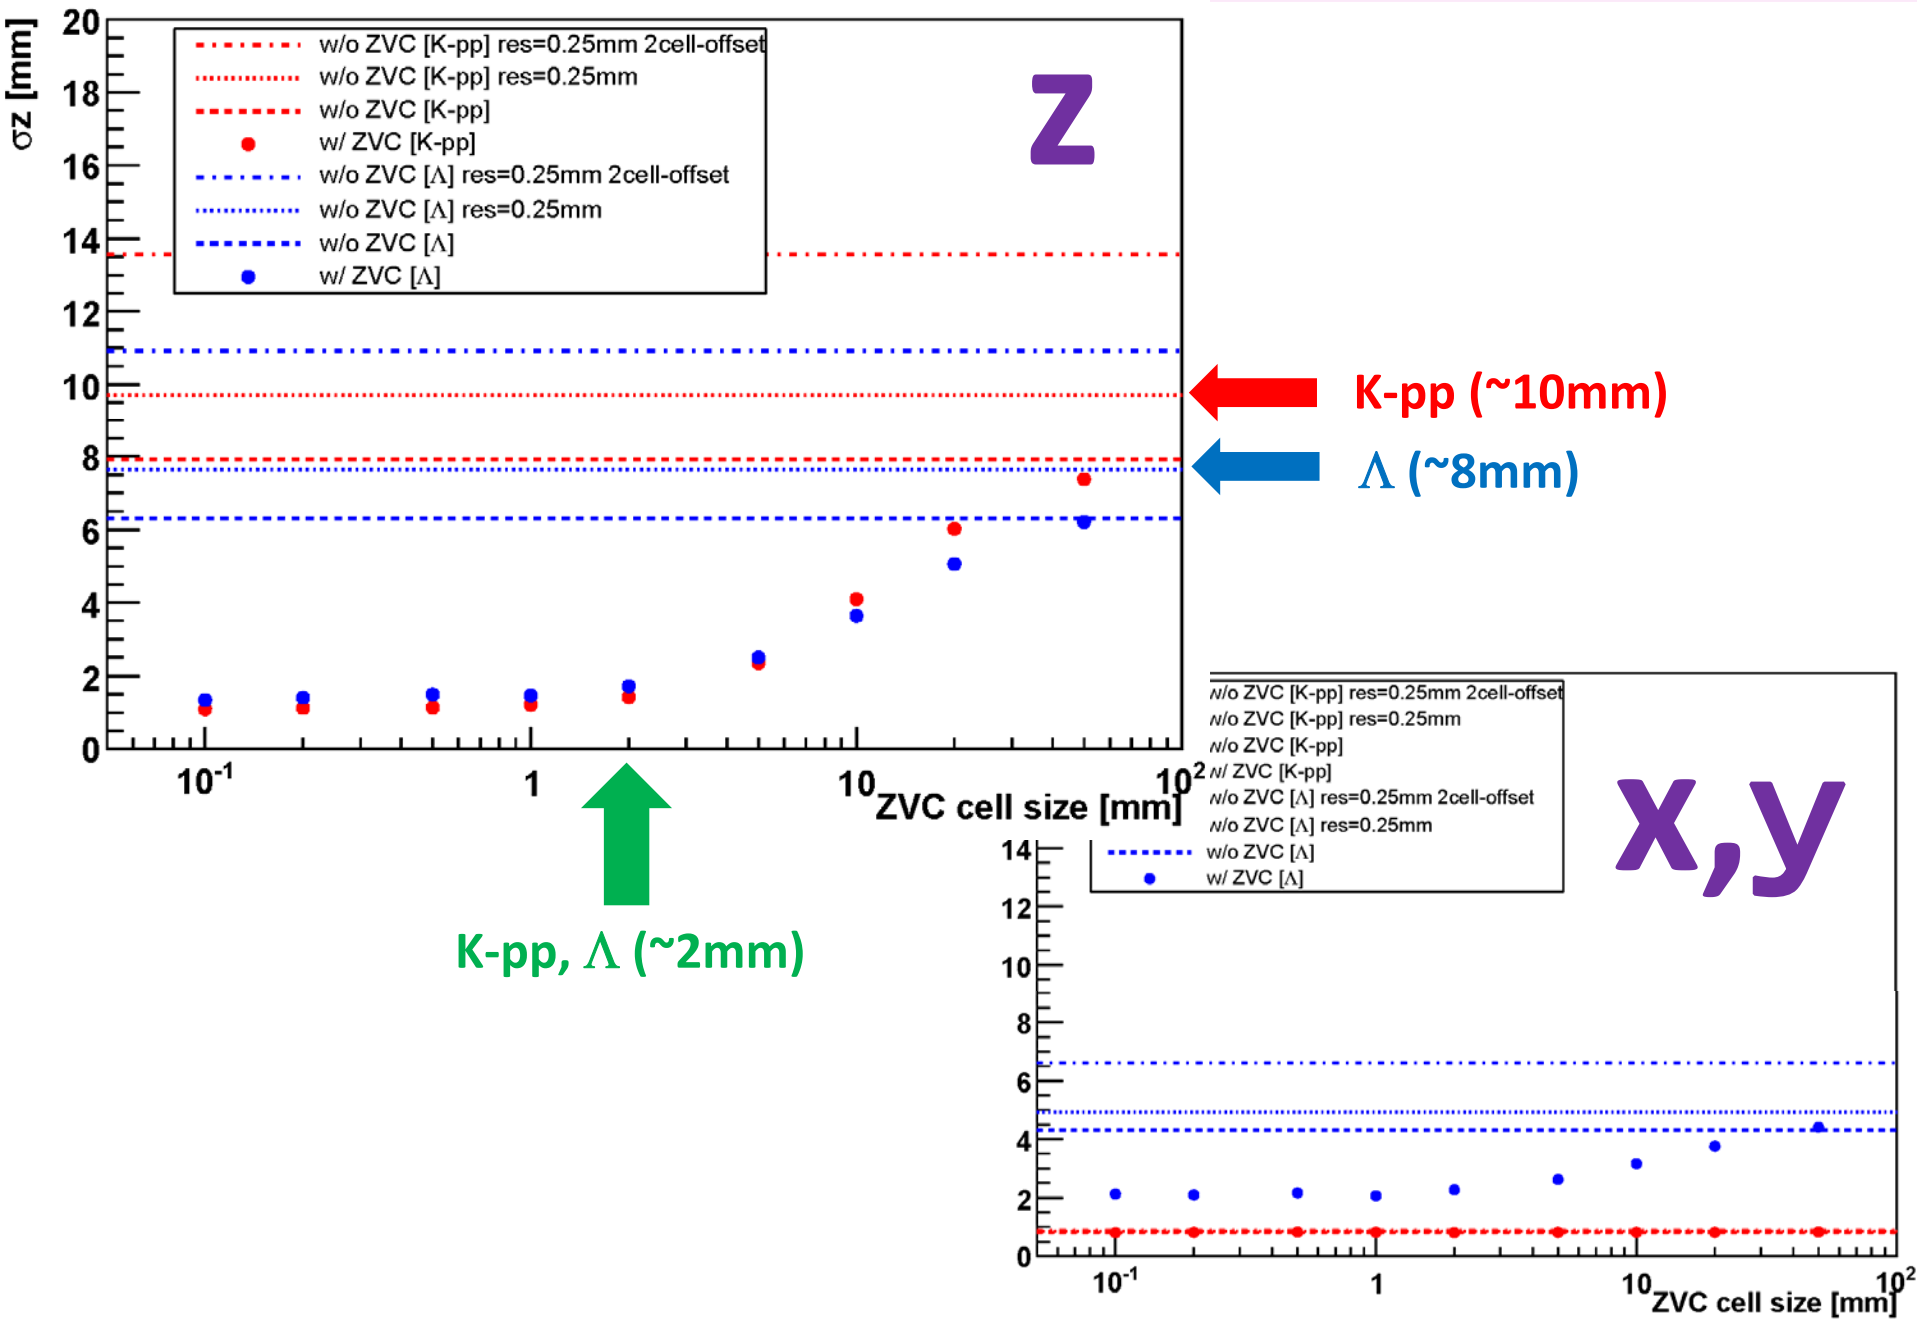 20
18
16
14
12
10
8
6
4
2
0
σz [mm]
w/o ZVC [K-pp] res=0.25mm 2cell-offset
w/o ZVC [K-pp] res=0.25mm
w/o ZVC [K-pp]
w/ ZVC [K-pp]
w/o ZVC [Λ] res=0.25mm 2cell-offset
w/o ZVC [Λ] res=0.25mm
w/o ZVC [Λ]
w/ ZVC [Λ]
z
K-pp (~10mm)
Λ (~8mm)
10⁻¹ 1 10 10²
ZVC cell size [mm]
K-pp, Λ (~2mm)
w/o ZVC [K-pp] res=0.25mm 2cell-offset
w/o ZVC [K-pp] res=0.25mm
w/o ZVC [K-pp]
w/ ZVC [K-pp]
w/o ZVC [Λ] res=0.25mm 2cell-offset
w/o ZVC [Λ] res=0.25mm
w/o ZVC [Λ]
w/ ZVC [Λ]
x,y
14
12
10
8
6
4
2
0
10⁻¹ 1 10 10²
ZVC cell size [mm]